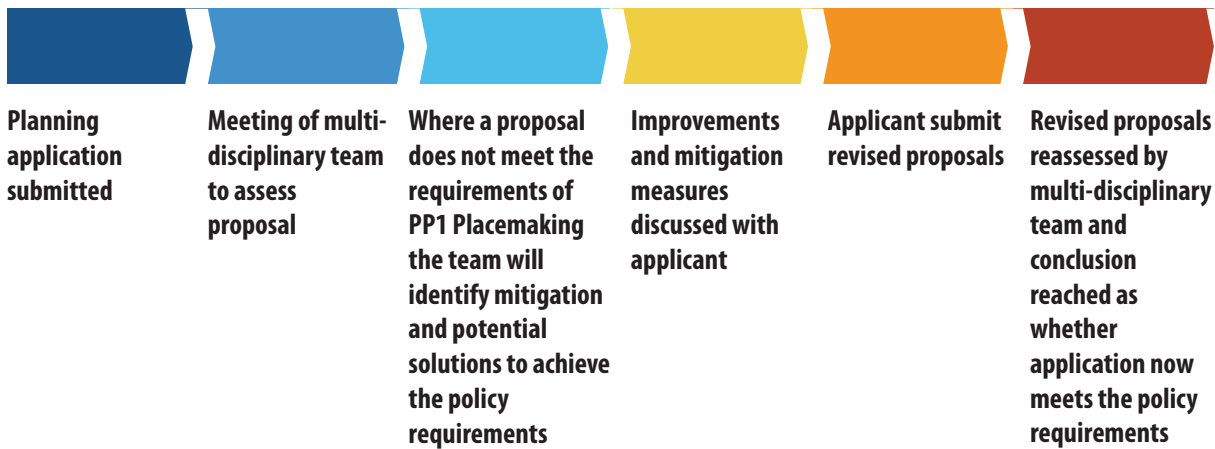 Planning
application
submitted
Meeting of multi-
disciplinary team
to assess
proposal
Where a proposal
does not meet the
requirements of
PP1 Placemaking
the team will
identify mitigation
and potential
solutions to achieve
the policy
requirements
Improvements
and mitigation
measures
discussed with
applicant
Applicant submit
revised proposals
Revised proposals
reassessed by
multi-disciplinary
team and
conclusion
reached as
whether
application now
meets the policy
requirements